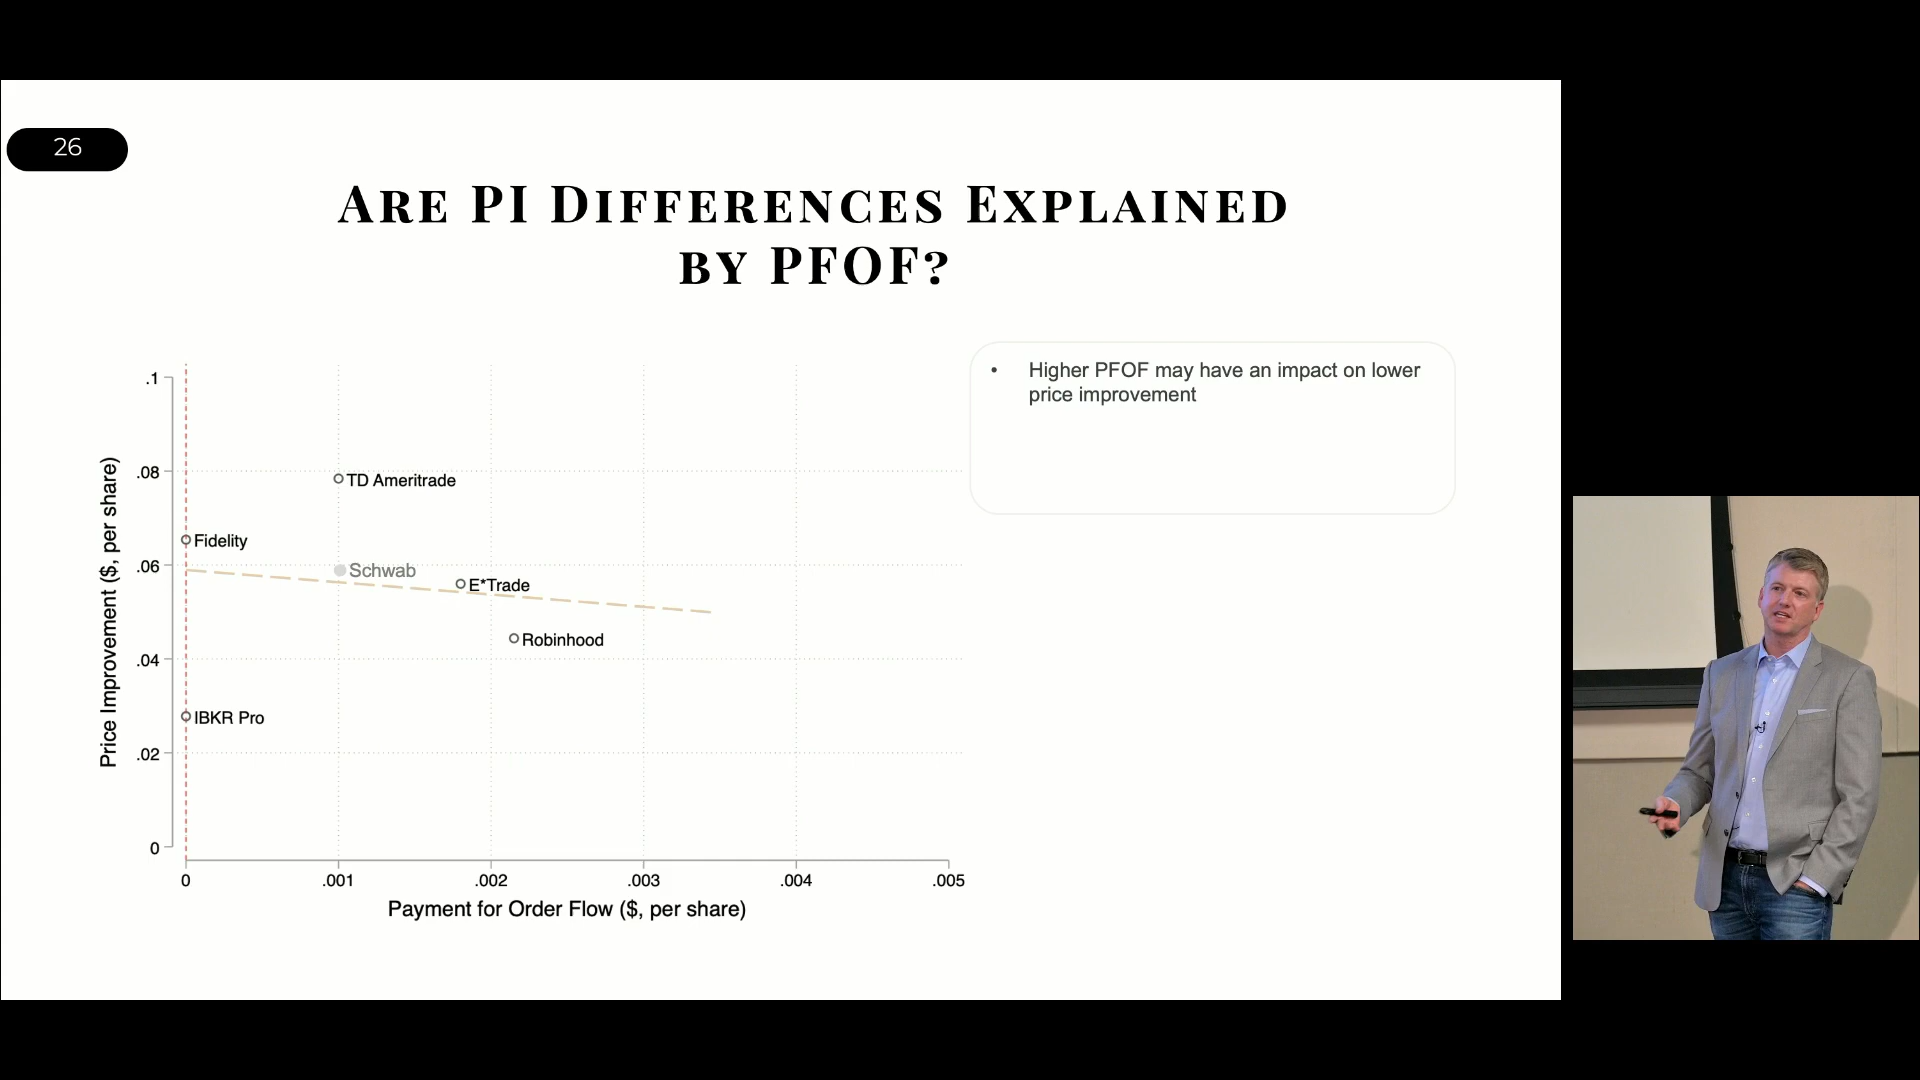 26
Are PI Differences Explained
by PFOF?
• Higher PFOF may have an impact on lower
price improvement
Price Improvement ($, per share)
.1
.08
.06
.04
.02
0
TD Ameritrade
Fidelity
Schwab
E*Trade
Robinhood
IBKR Pro
0 .001 .002 .003 .004 .005
Payment for Order Flow ($, per share)